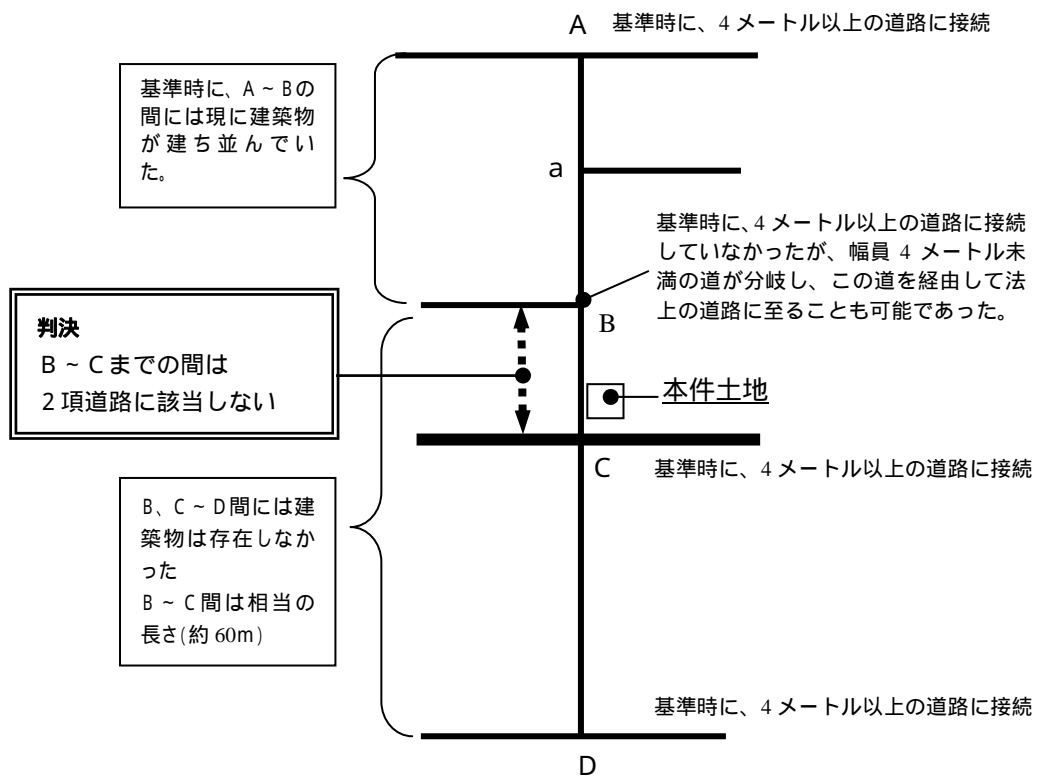 A 基準時に、4メートル以上の道路に接続
基準時に、A~Bの
間には現に建築物
が建ち並んでい
た。
a
基準時に、4メートル以上の道路に接続
していなかったが、幅員 4 メートル未
満の道が分岐し、この道を経由して法
上の道路に至ることも可能であった。
B
判決
B~Cまでの間は
2項道路に該当しない
本件土地
C 基準時に、4メートル以上の道路に接続
B、C~D間には建
築物は存在しなか
った
B~C間は相当の
長さ(約 60m)
基準時に、4メートル以上の道路に接続
D